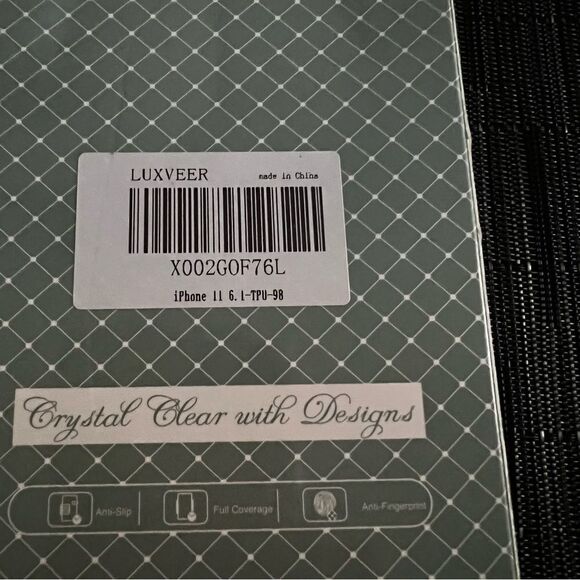 LUXVEER made in China
X002GOF76L
iPhone 11 6.1-TPU-98
Crystal Clear with Designs
Anti-Slip Full Coverage Anti-Fingerprint